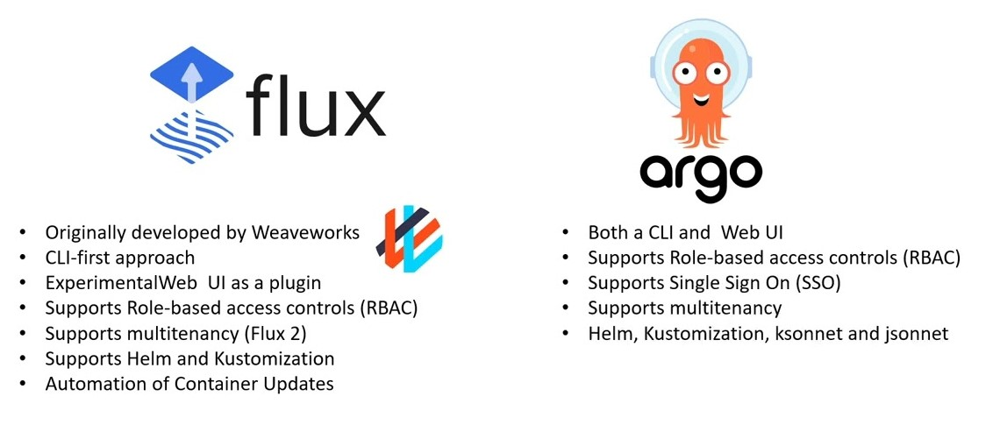 flux
• Originally developed by Weaveworks
• CLI-first approach
• ExperimentalWeb  UI as a plugin
• Supports Role-based access controls (RBAC)
• Supports multitenancy (Flux 2)
• Supports Helm and Kustomization
• Automation of Container Updates
argo
• Both a CLI and  Web UI
• Supports Role-based access controls (RBAC)
• Supports Single Sign On (SSO)
• Supports multitenancy
• Helm, Kustomization, ksonnet and jsonnet